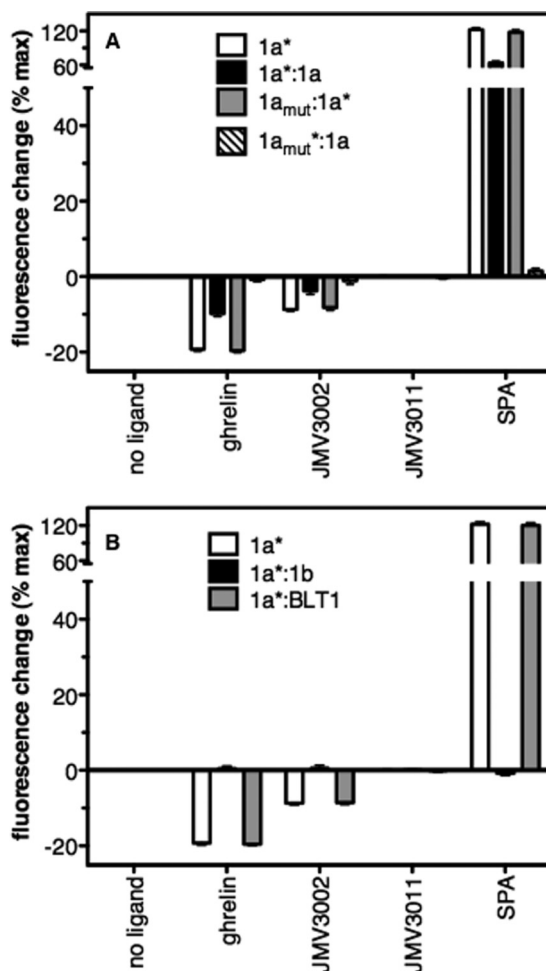 A
1a*
1a*:1a
1amut:1a*
1amut*:1a
fluorescence change (% max)
120
60
40
20
0
-20
no ligand
ghrelin
JMV3002
JMV3011
SPA
B
1a*
1a*:1b
1a*:BLT1
fluorescence change (% max)
120
60
40
20
0
-20
no ligand
ghrelin
JMV3002
JMV3011
SPA